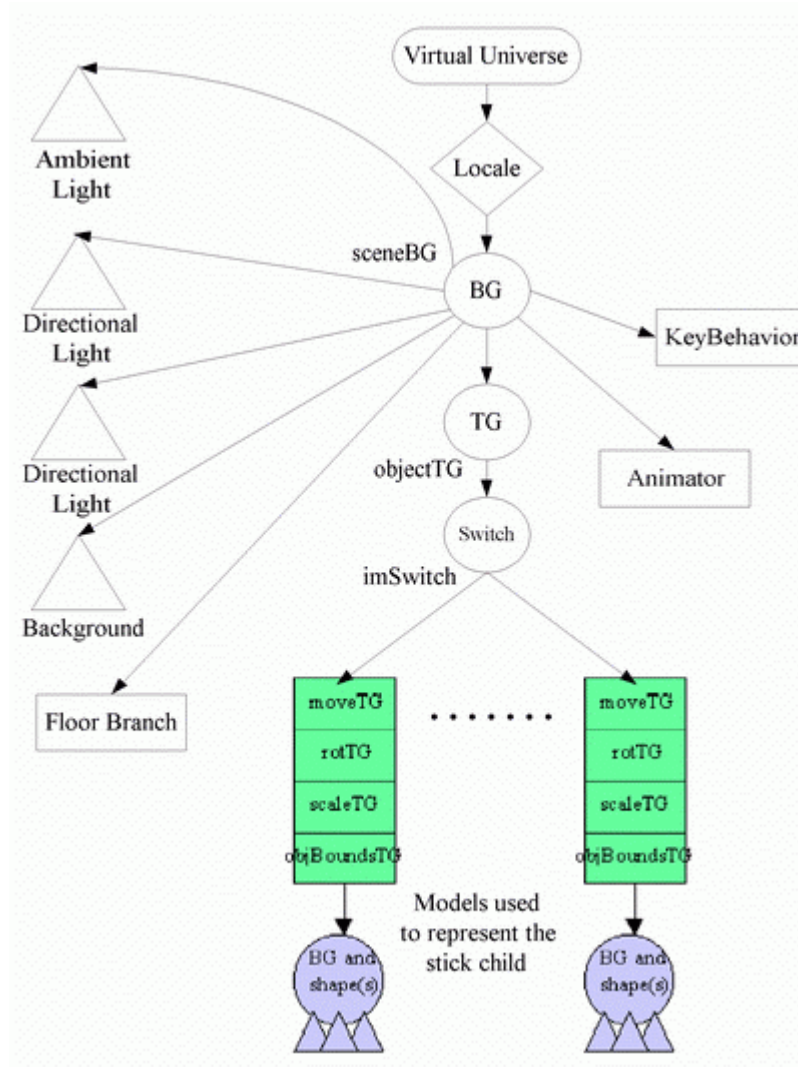 Virtual Universe
Locale
Ambient
Light
sceneBG
BG
Directional
Light
KeyBehavior
TG
objectTG
Directional
Light
Animator
Switch
imSwitch
Background
Floor Branch
moveTG
rotTG
scaleTG
objBoundsTG
moveTG
rotTG
scaleTG
objBoundsTG
Models used
to represent the
stick child
BG and
shape(s)
BG and
shape(s)